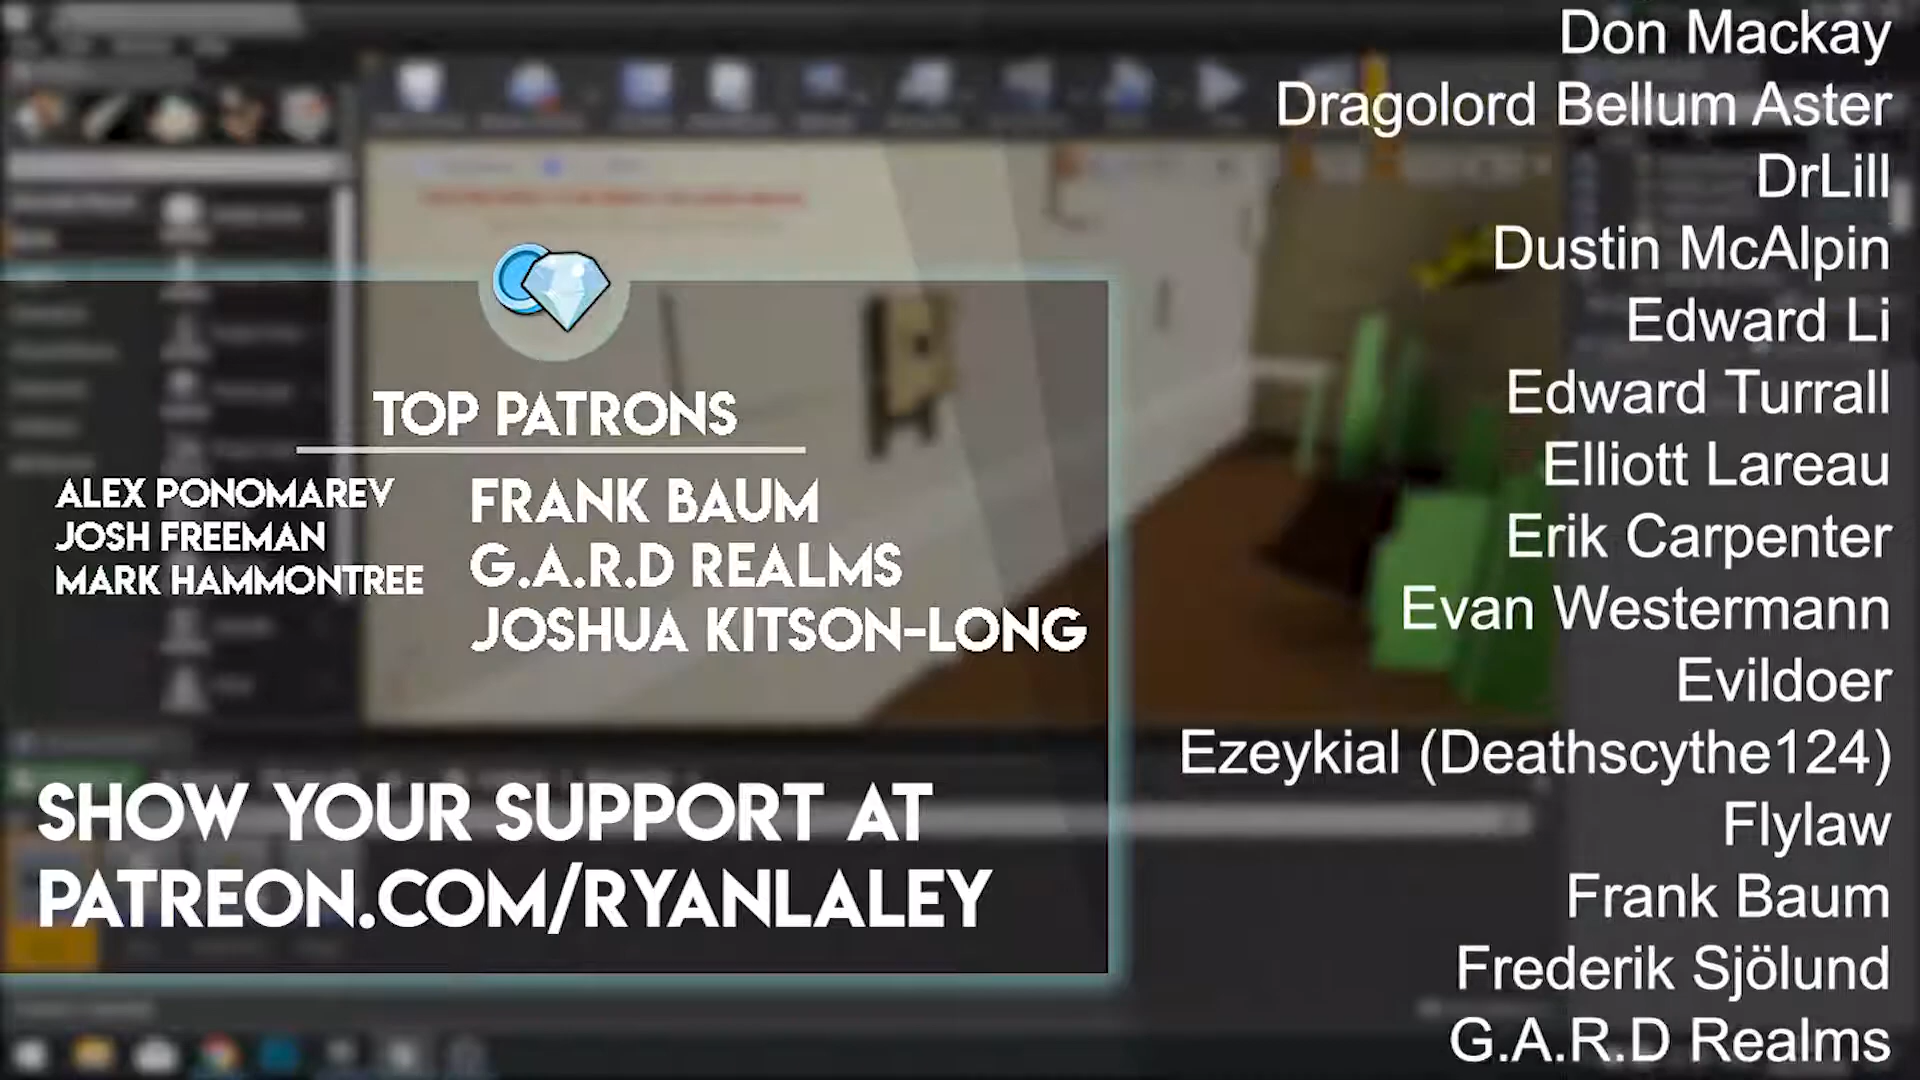 TOP PATRONS
ALEX PONOMAREV
JOSH FREEMAN
MARK HAMMONTREE
FRANK BAUM
G.A.R.D REALMS
JOSHUA KITSON-LONG
SHOW YOUR SUPPORT AT
PATREON.COM/RYANLALEY
Don Mackay
Dragolord Bellum Aster
DrLill
Dustin McAlpin
Edward Li
Edward Turrall
Elliott Lareau
Erik Carpenter
Evan Westermann
Evildoer
Ezeykial (Deathscythe124)
Flylaw
Frank Baum
Frederik Sjölund
G.A.R.D Realms